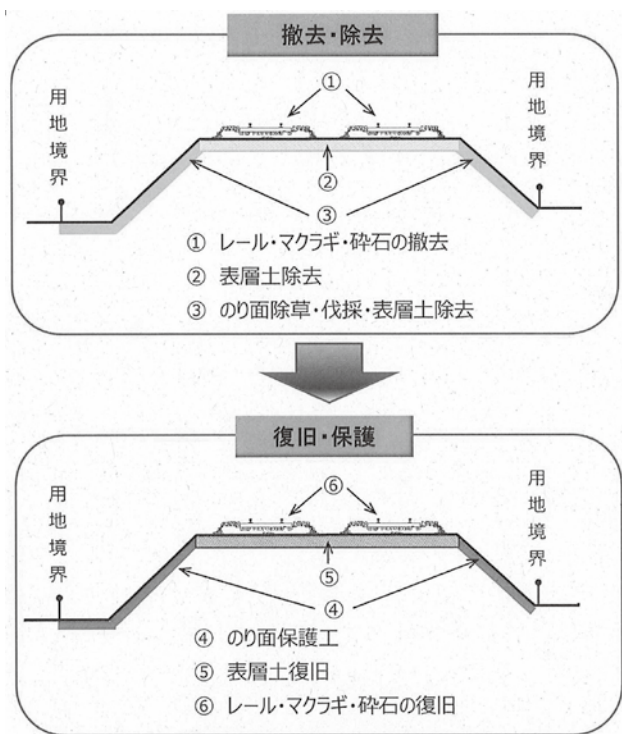 撤去・除去
①
用地境界
用地境界
②
③
① レール・マクラギ・砕石の撤去
② 表層土除去
③ のり面除草・伐採・表層土除去
復旧・保護
⑥
用地境界
用地境界
⑤
④
④ のり面保護工
⑤ 表層土復旧
⑥ レール・マクラギ・砕石の復旧